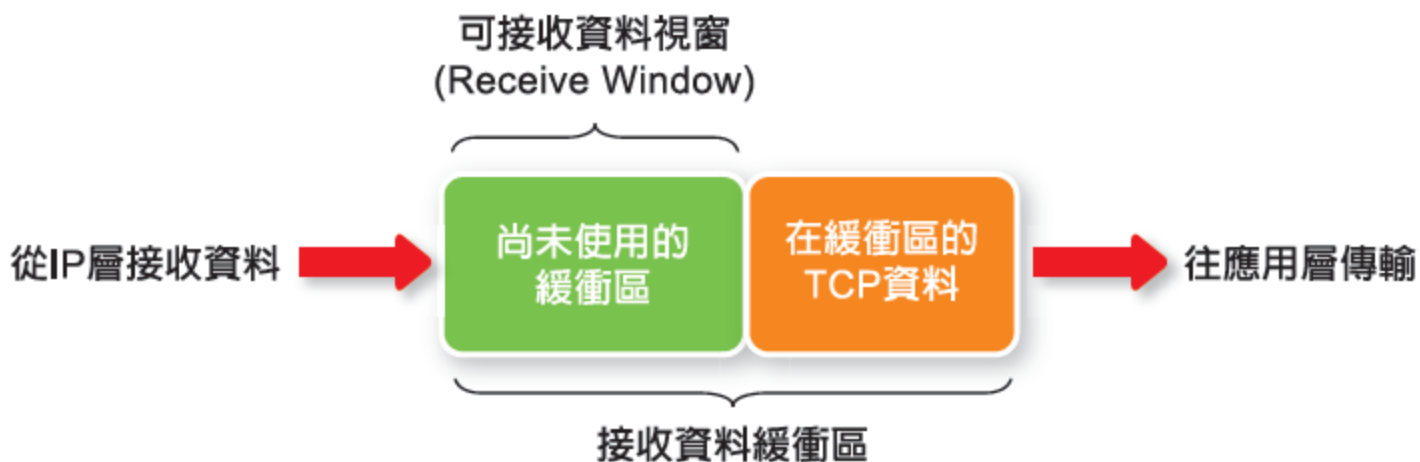 可接收資料視窗
(Receive Window)
從IP層接收資料
尚未使用的
緩衝區
在緩衝區的
TCP資料
往應用層傳輸
接收資料緩衝區